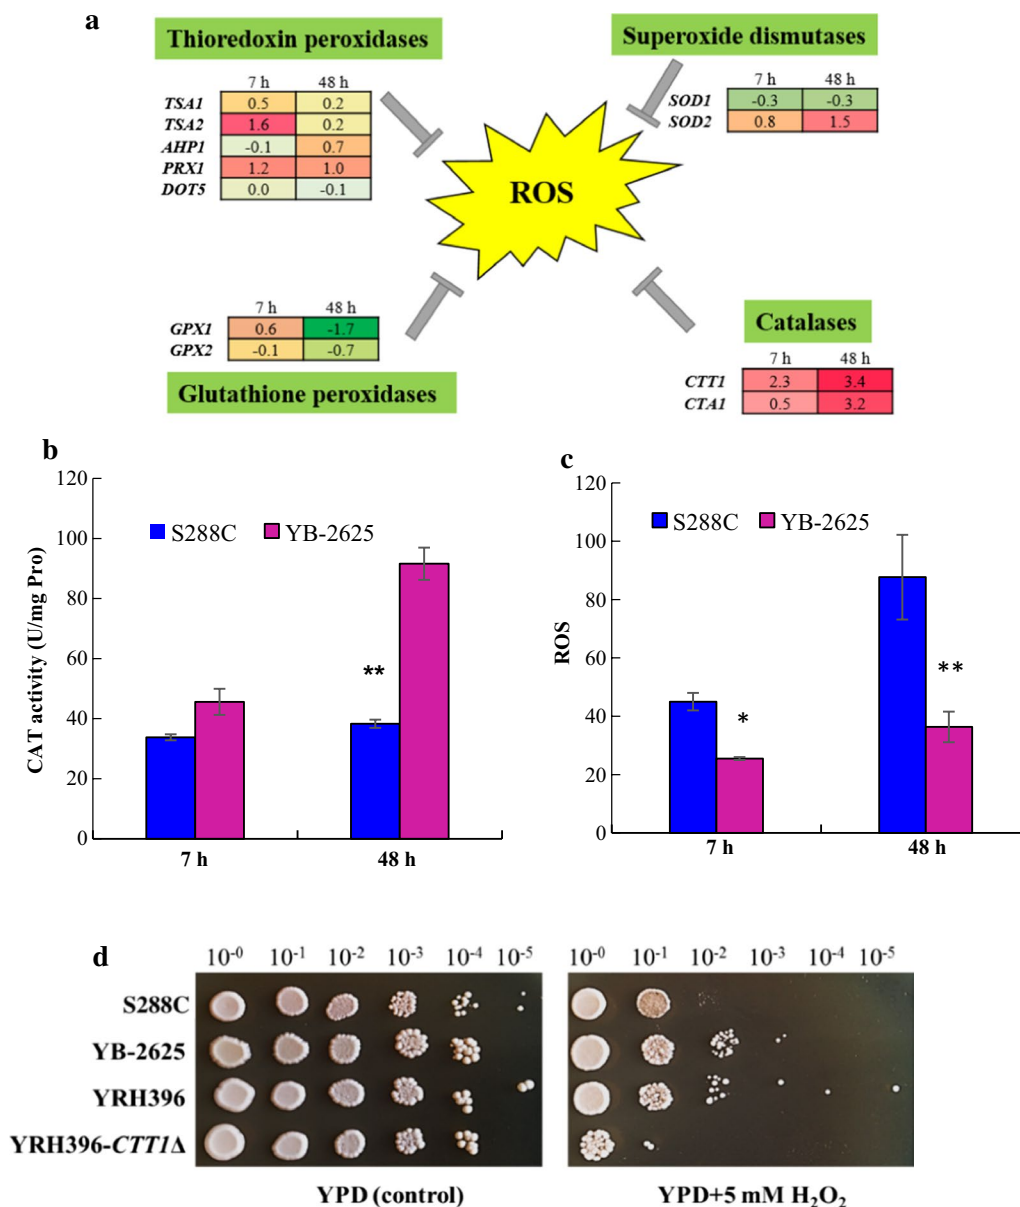 a
Thioredoxin peroxidases
7 h 48 h
TSA1 0.5 0.2
TSA2 1.6 0.2
AHP1 -0.1 0.7
PRX1 1.2 1.0
DOT5 0.0 -0.1
Superoxide dismutases
7 h 48 h
SOD1 -0.3 -0.3
SOD2 0.8 1.5
ROS
7 h 48 h
GPX1 0.6 -1.7
GPX2 -0.1 -0.7
Glutathione peroxidases
Catalases
7 h 48 h
CTT1 2.3 3.4
CTA1 0.5 3.2
b
CAT activity (U/mg Pro)
120
100
80
60
40
20
0
S288C YB-2625
**
7 h 48 h
c
ROS
120
100
80
60
40
20
0
S288C YB-2625
*
**
7 h 48 h
d
10⁻⁰ 10⁻¹ 10⁻² 10⁻³ 10⁻⁴ 10⁻⁵ 10⁻⁰ 10⁻¹ 10⁻² 10⁻³ 10⁻⁴ 10⁻⁵
S288C
YB-2625
YRH396
YRH396-CTT1Δ
YPD (control) YPD+5 mM H₂O₂